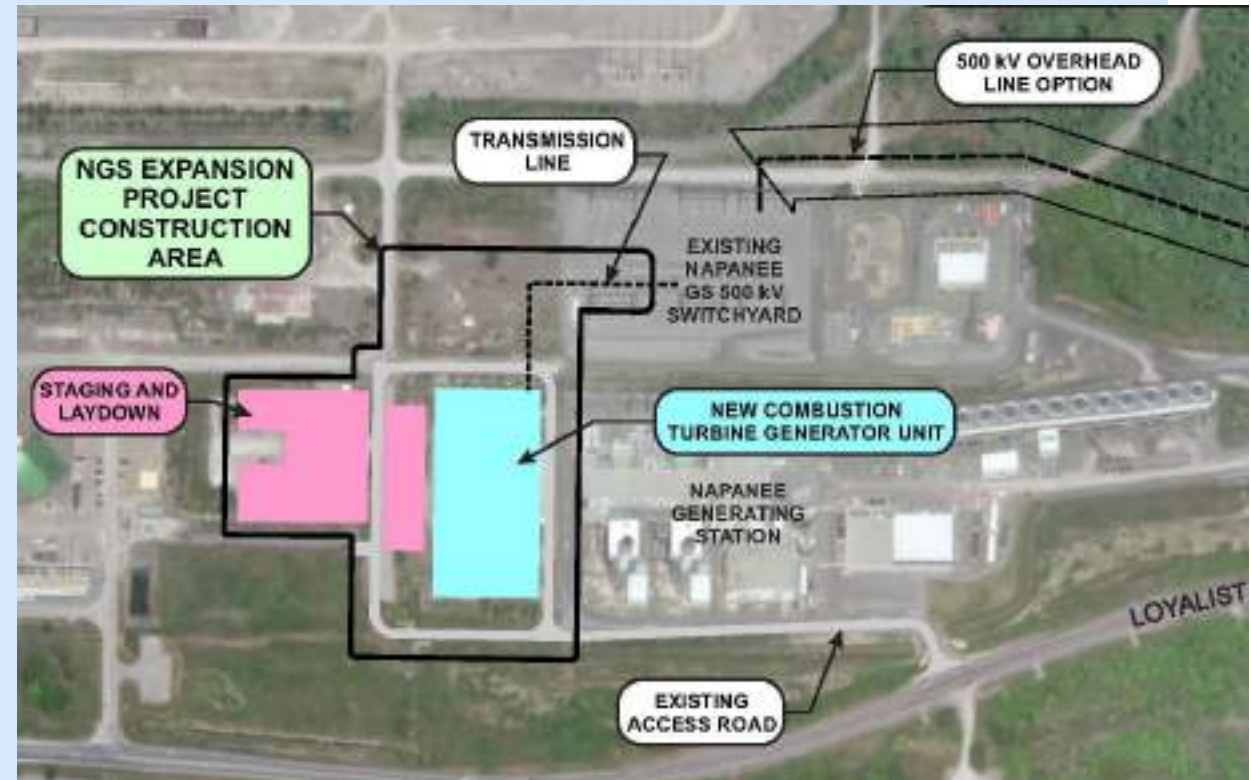 500 kV OVERHEAD
LINE OPTION
TRANSMISSION
LINE
NGS EXPANSION
PROJECT
CONSTRUCTION
AREA
EXISTING
NAPANEE
GS 500 kV
SWITCHYARD
STAGING AND
LAYDOWN
NEW COMBUSTION
TURBINE GENERATOR UNIT
NAPANEE
GENERATING
STATION
LOYALIST
EXISTING
ACCESS ROAD